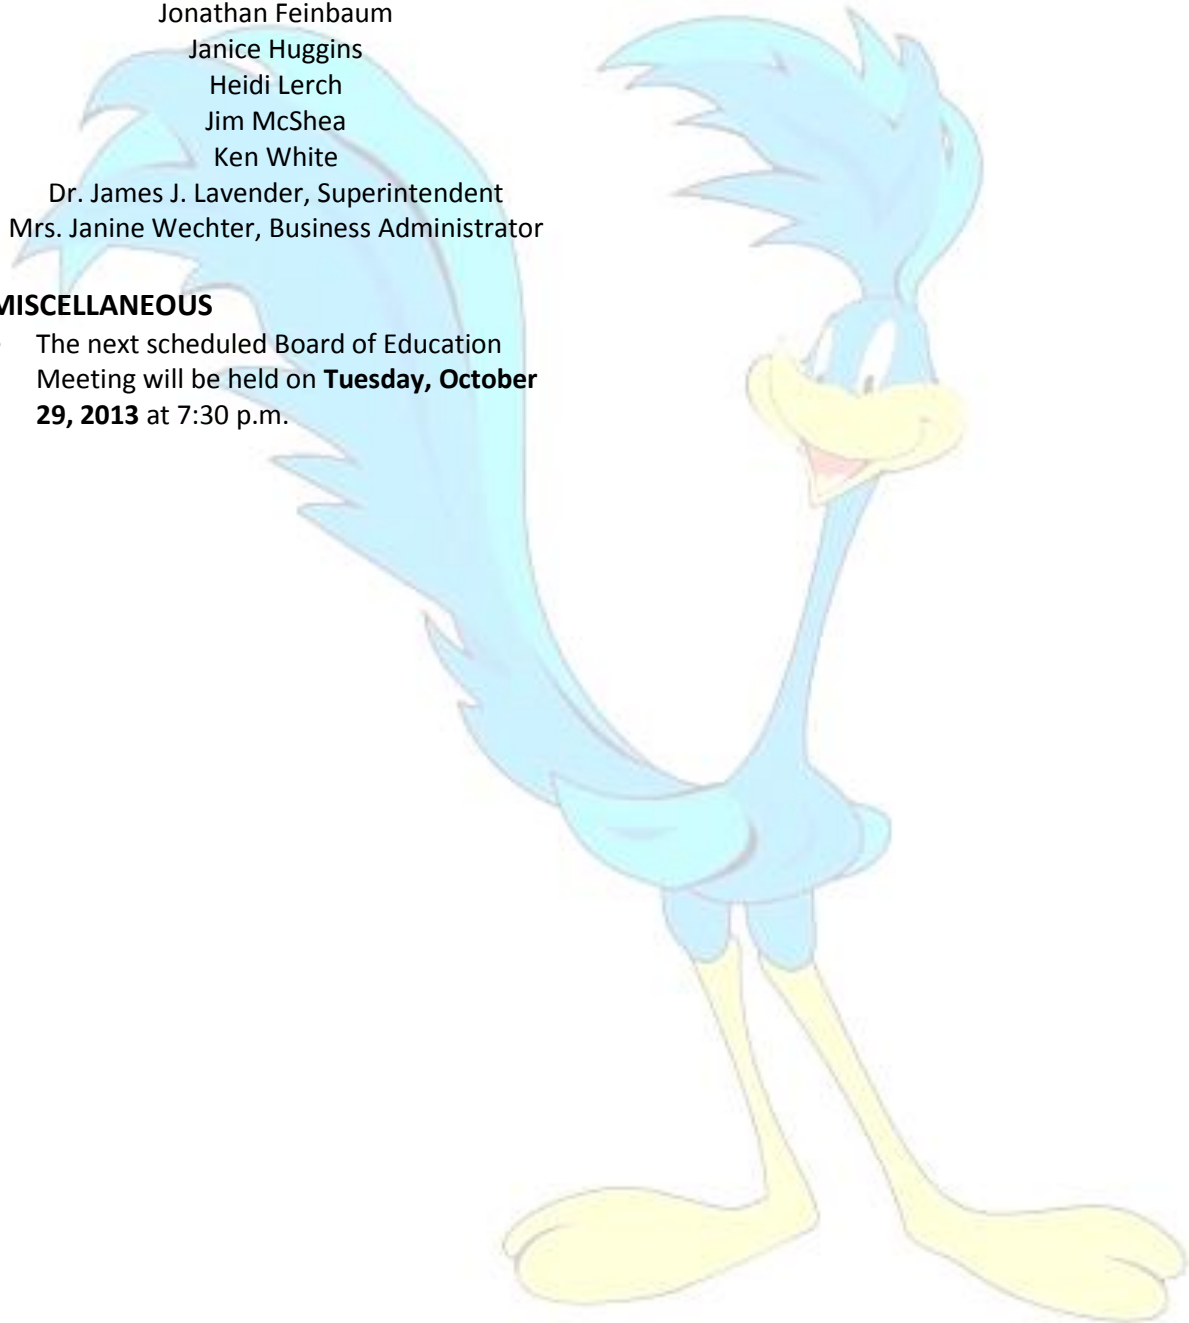 Jonathan Feinbaum
Janice Huggins
Heidi Lerch
Jim McShea
Ken White
Dr. James J. Lavender, Superintendent
Mrs. Janine Wechter, Business Administrator
MISCELLANEOUS
The next scheduled Board of Education
Meeting will be held on Tuesday, October
29, 2013 at 7:30 p.m.